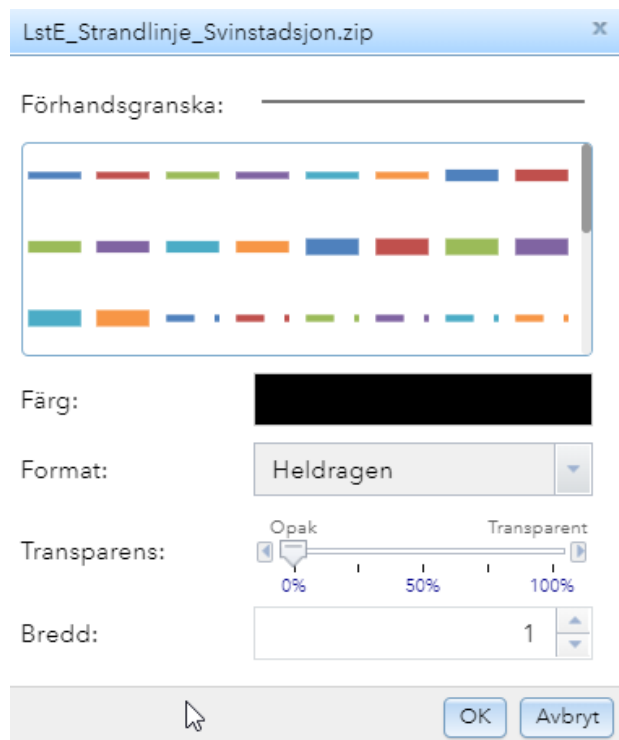 LstE_Strandlinje_Svinstadsjon.zip x
Förhandsgranska:
Färg:
Format: Heldragen
Opak Transparent
Transparens:
0% 50% 100%
Bredd: 1
OK Avbryt